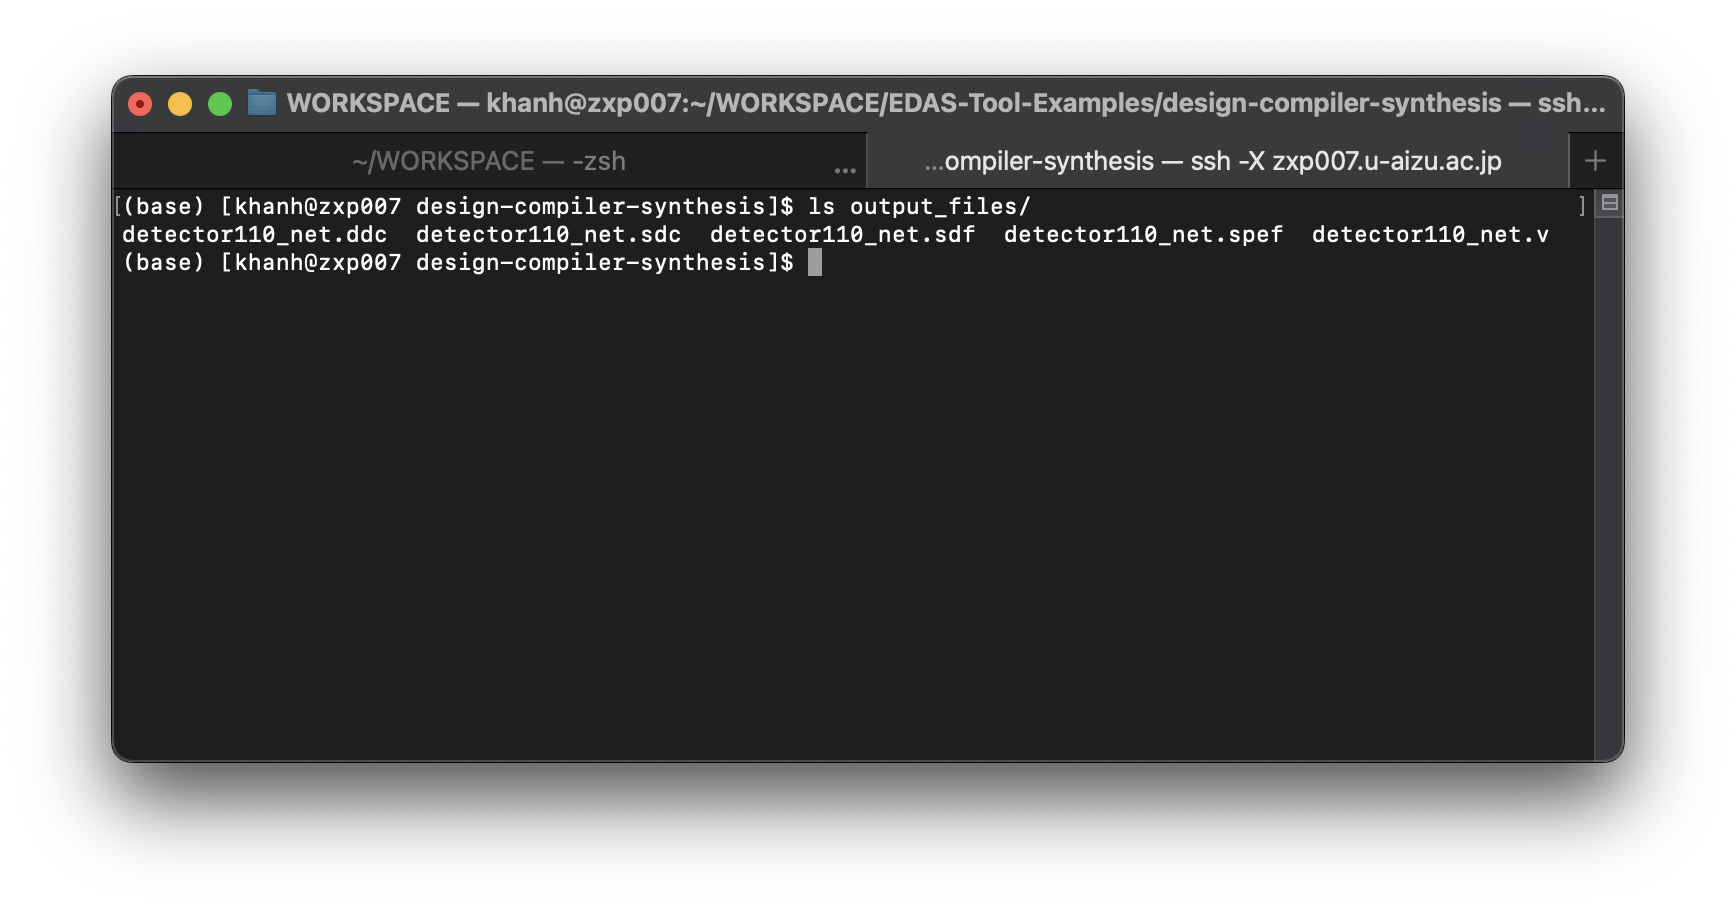 WORKSPACE — khanh@zxp007:~/WORKSPACE/EDAS-Tool-Examples/design-compiler-synthesis — ssh...
~/WORKSPACE — -zsh ...
...ompiler-synthesis — ssh -X zxp007.u-aizu.ac.jp +
[(base) [khanh@zxp007 design-compiler-synthesis]$ ls output_files/ ]
detector110_net.ddc  detector110_net.sdc  detector110_net.sdf  detector110_net.spef  detector110_net.v
(base) [khanh@zxp007 design-compiler-synthesis]$